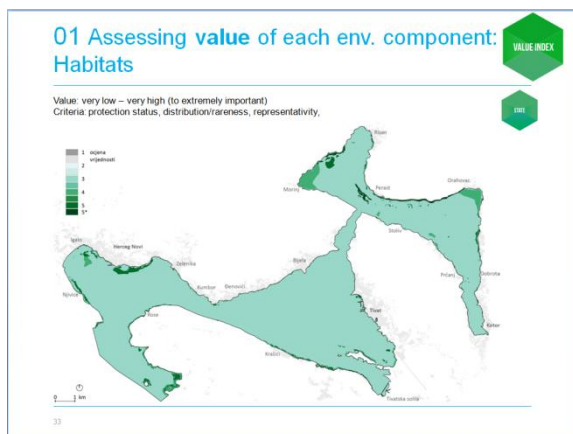 01 Assessing value of each env. component:
Habitats
VALUE INDEX
STATE
Value: very low – very high (to extremely important)
Criteria: protection status, distribution/rareness, representativity,
1 ocjena
vrijednosti
2
3
4
5
5*
Risan
Morinj
Perast
Orahovac
Stoliv
Igalo
Herceg Novi
Zelenika
Bijela
Kumbor
Đenovići
Prčanj
Dobrota
Njivice
Rose
Tivat
Kotor
Krašići
Tivatska solila
0 1 km
33